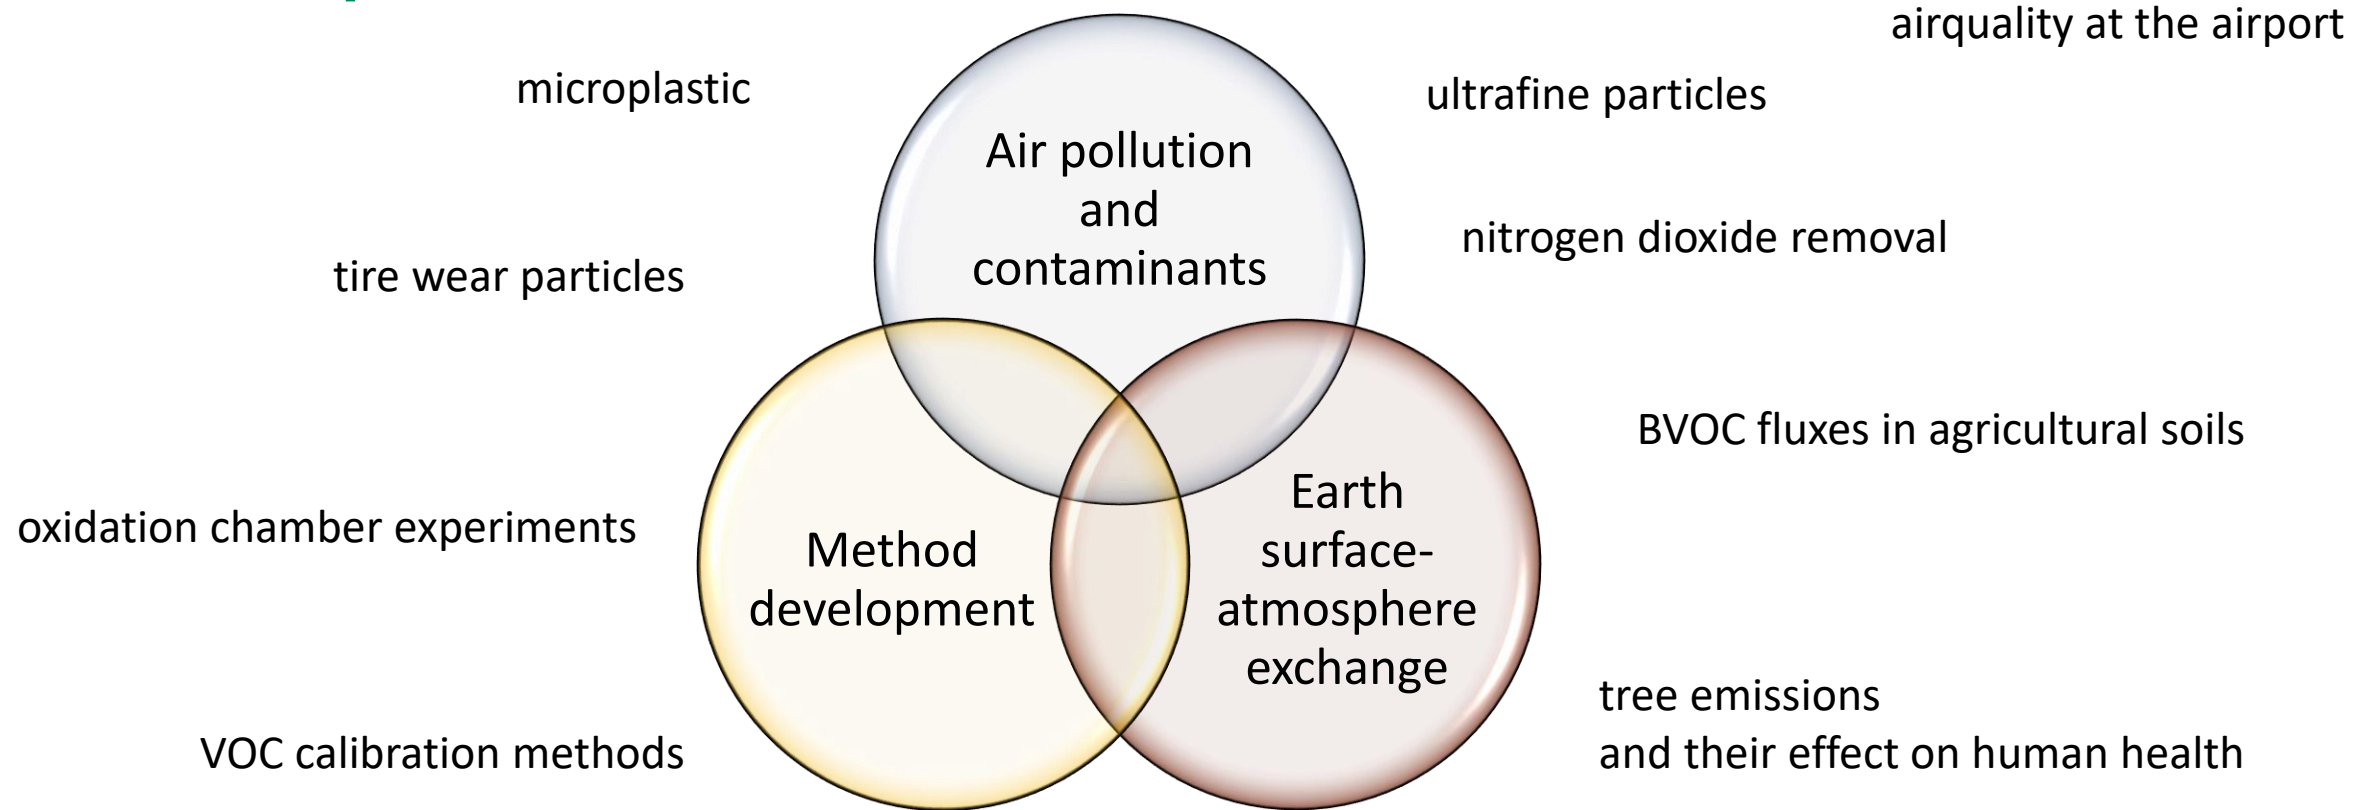 airquality at the airport
microplastic
ultrafine particles
Air pollution
and
contaminants
nitrogen dioxide removal
tire wear particles
BVOC fluxes in agricultural soils
oxidation chamber experiments
Method
development
Earth
surface-
atmosphere
exchange
tree emissions
and their effect on human health
VOC calibration methods